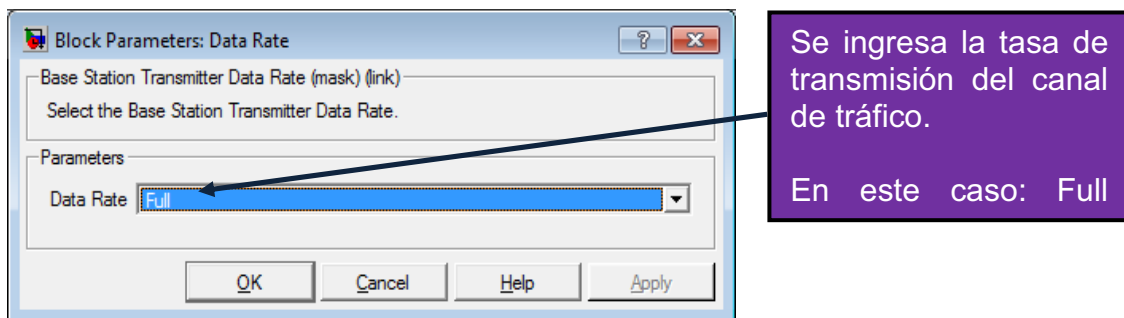 Block Parameters: Data Rate
?
Base Station Transmitter Data Rate (mask) (link)
Select the Base Station Transmitter Data Rate.
Parameters
Data Rate Full
OK Cancel Help Apply
Se ingresa la tasa de
transmisión del canal
de tráfico.
En este caso: Full